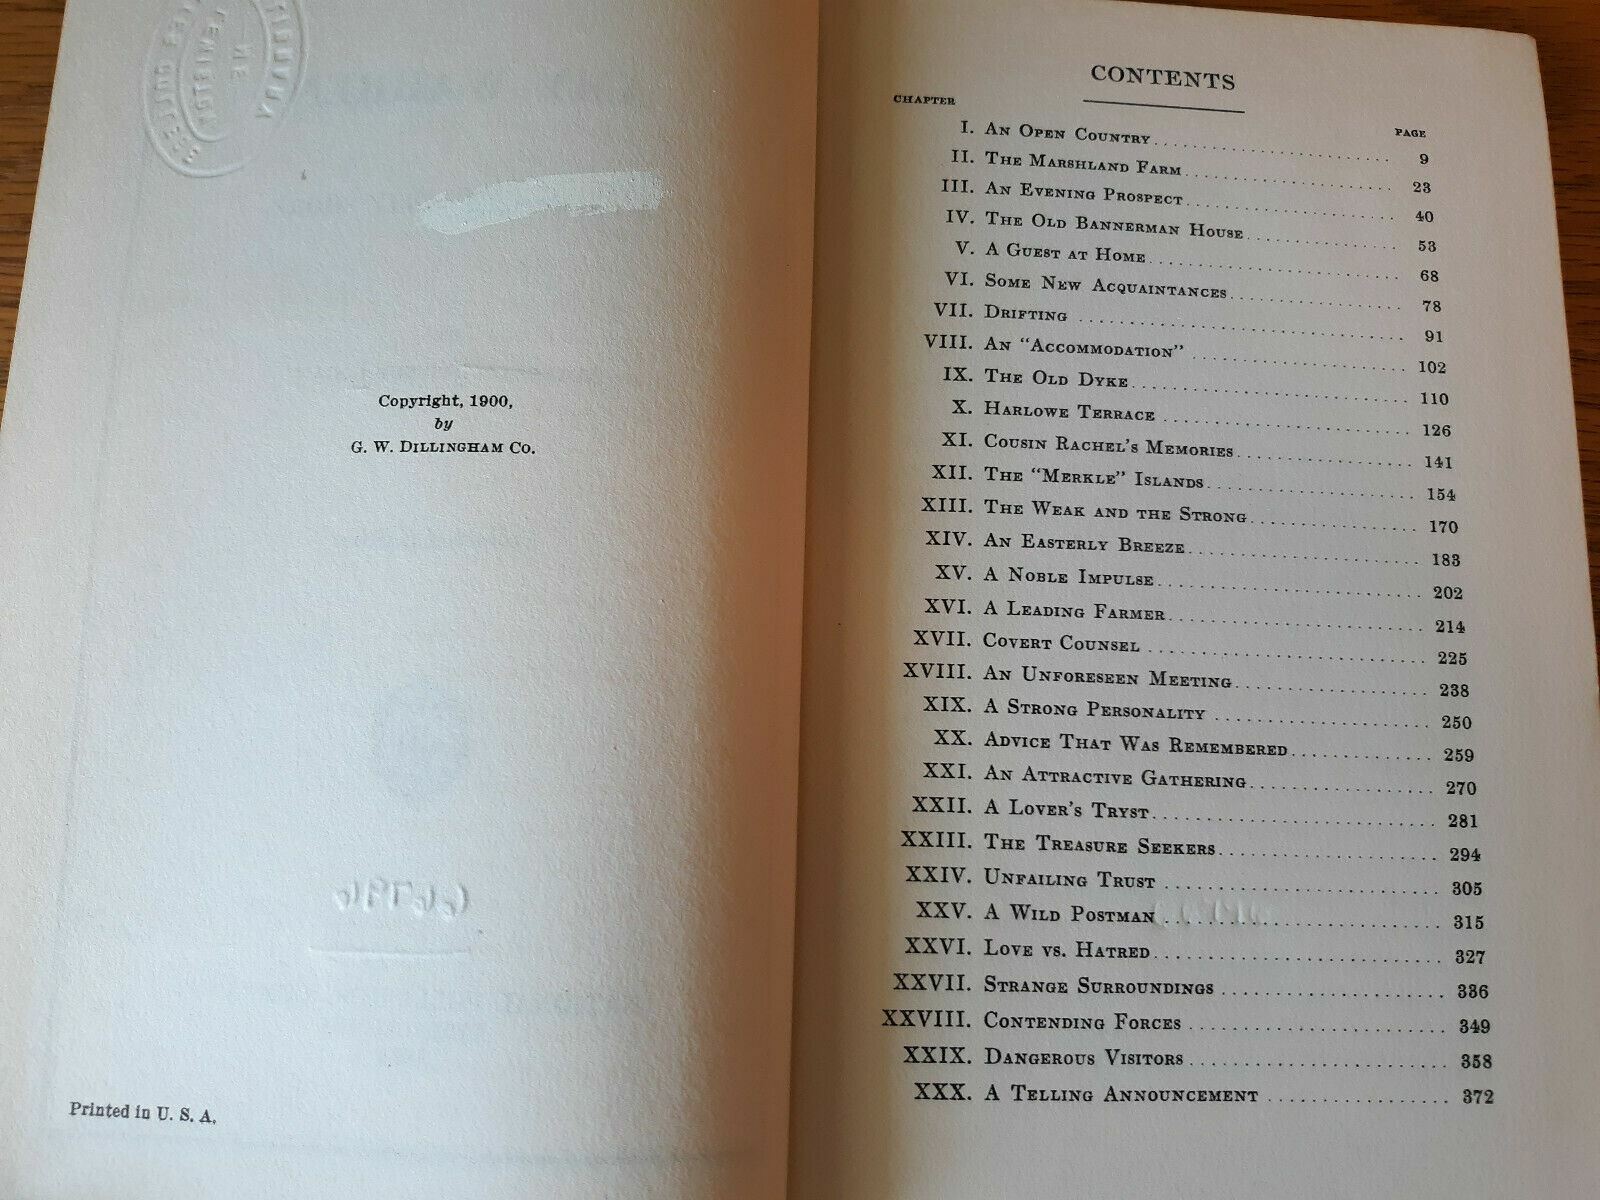 Copyright, 1900,
by
G. W. DILLINGHAM CO.
Printed in U. S. A.
CONTENTS
CHAPTER PAGE
I. AN OPEN COUNTRY 9
II. THE MARSHLAND FARM 23
III. AN EVENING PROSPECT 40
IV. THE OLD BANNERMAN HOUSE 53
V. A GUEST AT HOME 68
VI. SOME NEW ACQUAINTANCES 78
VII. DRIFTING 91
VIII. AN "ACCOMMODATION" 102
IX. THE OLD DYKE 110
X. HARLOWE TERRACE 126
XI. COUSIN RACHEL'S MEMORIES 141
XII. THE "MERKLE" ISLANDS 154
XIII. THE WEAK AND THE STRONG 170
XIV. AN EASTERLY BREEZE 183
XV. A NOBLE IMPULSE 202
XVI. A LEADING FARMER 214
XVII. COVERT COUNSEL 225
XVIII. AN UNFORESEEN MEETING 238
XIX. A STRONG PERSONALITY 250
XX. ADVICE THAT WAS REMEMBERED 259
XXI. AN ATTRACTIVE GATHERING 270
XXII. A LOVER'S TRYST 281
XXIII. THE TREASURE SEEKERS 294
XXIV. UNFAILING TRUST 305
XXV. A WILD POSTMAN 315
XXVI. LOVE VS. HATRED 327
XXVII. STRANGE SURROUNDINGS 336
XXVIII. CONTENDING FORCES 349
XXIX. DANGEROUS VISITORS 358
XXX. A TELLING ANNOUNCEMENT 372